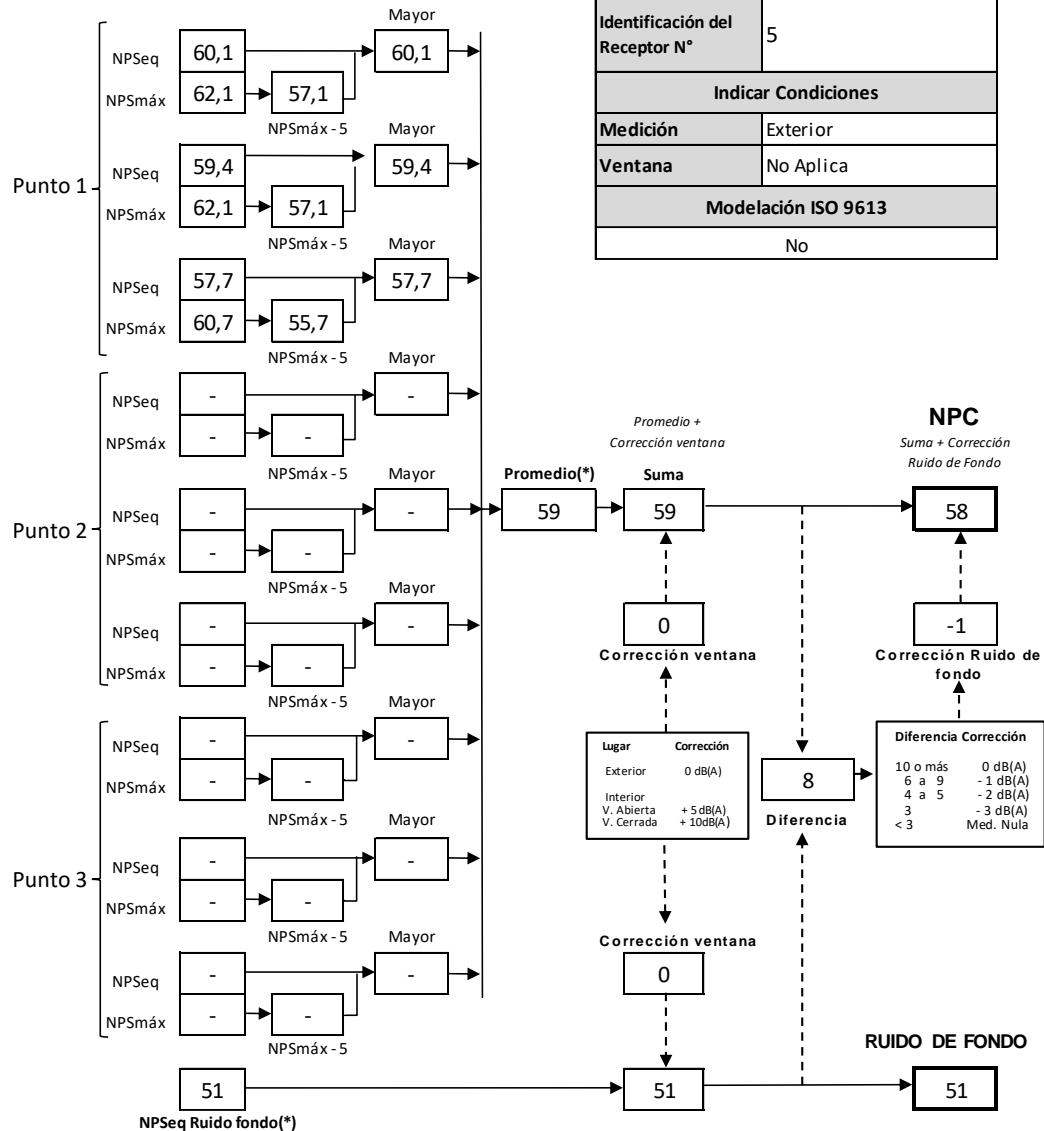 Identificación del
Receptor N°
5
Indicar Condiciones
Medición
Exterior
Ventana
No Aplica
Modelación ISO 9613
No
Punto 1
Mayor
NPSeq
60,1
60,1
NPSmáx
62,1
57,1
NPSmáx - 5
Mayor
NPSeq
59,4
59,4
NPSmáx
62,1
57,1
NPSmáx - 5
Mayor
NPSeq
57,7
57,7
NPSmáx
60,7
55,7
NPSmáx - 5
Punto 2
Mayor
NPSeq
-
-
NPSmáx
-
-
NPSmáx - 5
Mayor
NPSeq
-
-
NPSmáx
-
-
NPSmáx - 5
Mayor
NPSeq
-
-
NPSmáx
-
-
NPSmáx - 5
Punto 3
Mayor
NPSeq
-
-
NPSmáx
-
-
NPSmáx - 5
Mayor
NPSeq
-
-
NPSmáx
-
-
NPSmáx - 5
Mayor
NPSeq
-
-
NPSmáx
-
-
NPSmáx - 5
Promedio(*)
59
Promedio +
Corrección ventana
Suma
59
NPC
Suma + Corrección
Ruido de Fondo
58
0
Corrección ventana
-1
Corrección Ruido de
fondo
Lugar Corrección
Exterior 0 dB(A)
Interior
V. Abierta + 5 dB(A)
V. Cerrada + 10dB(A)
8
Diferencia
Diferencia Corrección
10 o más 0 dB(A)
6 a 9 - 1 dB(A)
4 a 5 - 2 dB(A)
3 - 3 dB(A)
< 3 Med. Nula
Corrección ventana
0
51
NPSeq Ruido fondo(*)
51
RUIDO DE FONDO
51